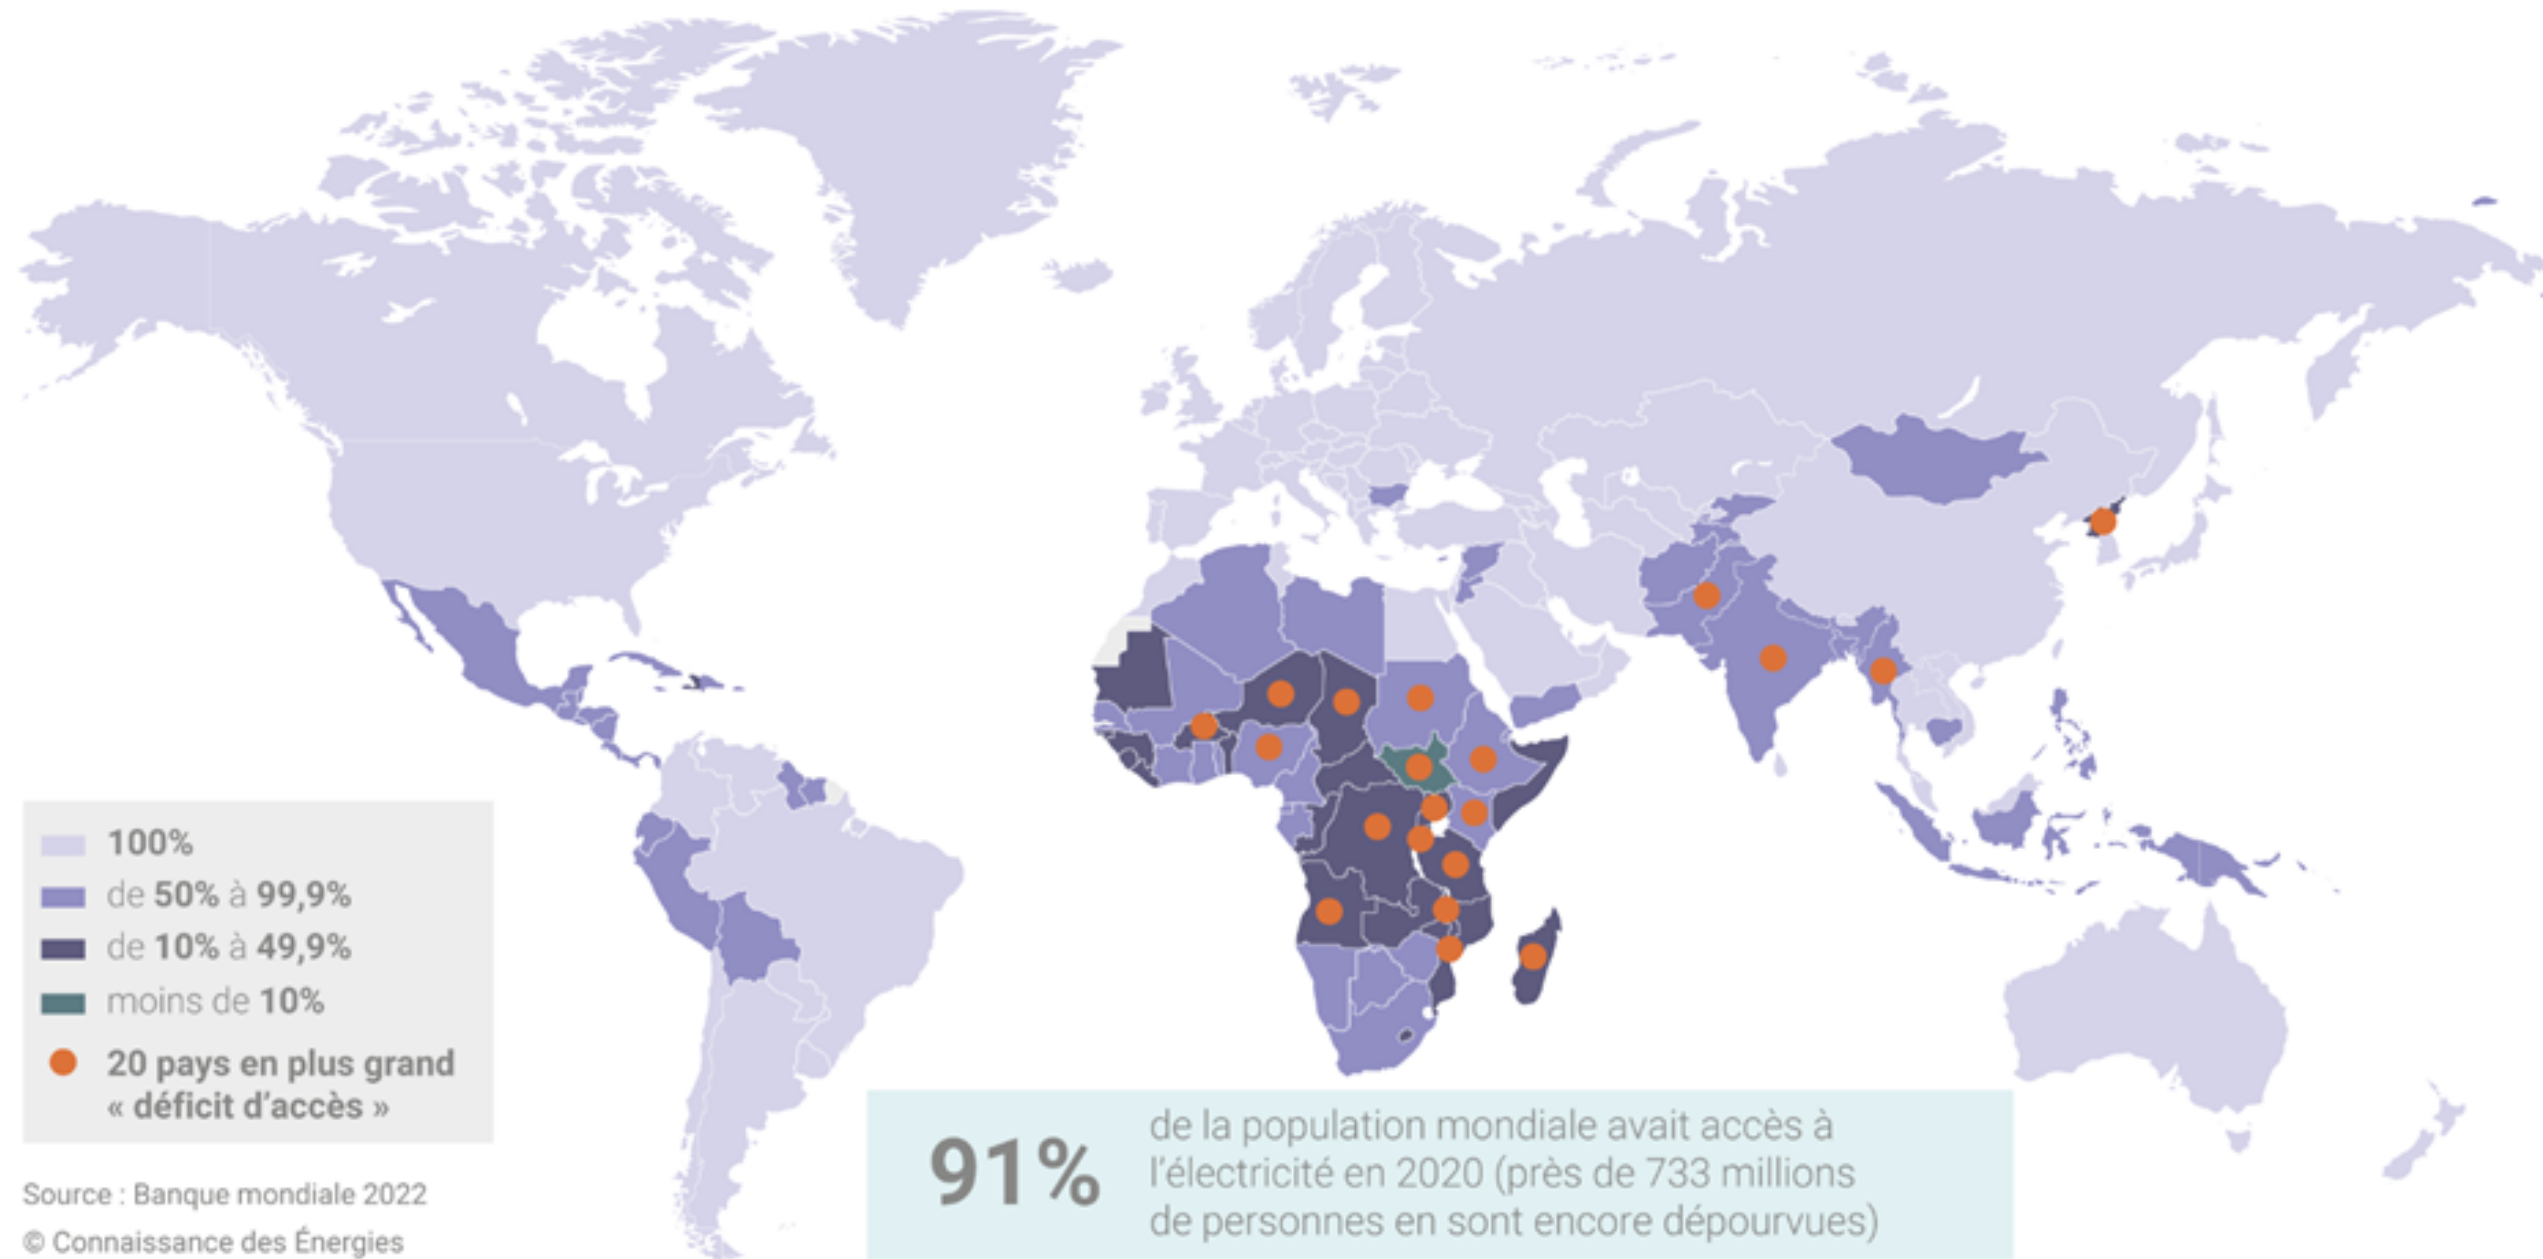 100%
de 50% à 99,9%
de 10% à 49,9%
moins de 10%
20 pays en plus grand
« déficit d'accès »
Source : Banque mondiale 2022
© Connaissance des Énergies
91%
de la population mondiale avait accès à
l'électricité en 2020 (près de 733 millions
de personnes en sont encore dépourvues)